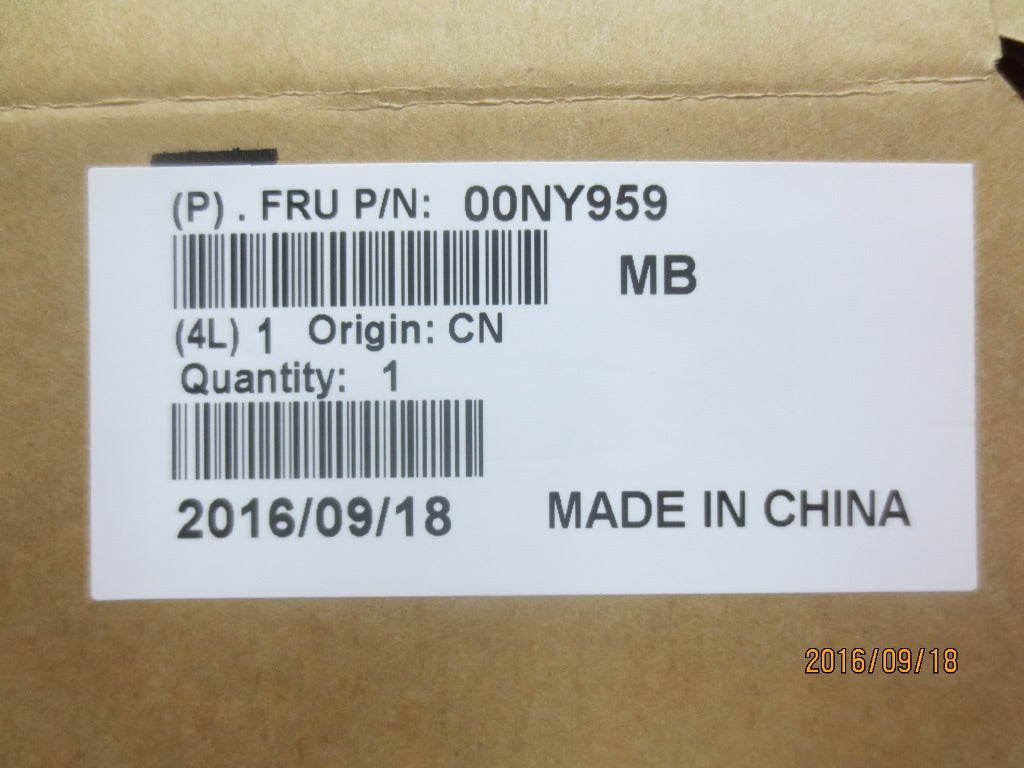 (P) . FRU P/N: 00NY959
MB
(4L) 1 Origin: CN
Quantity: 1
2016/09/18 MADE IN CHINA
2016/09/18